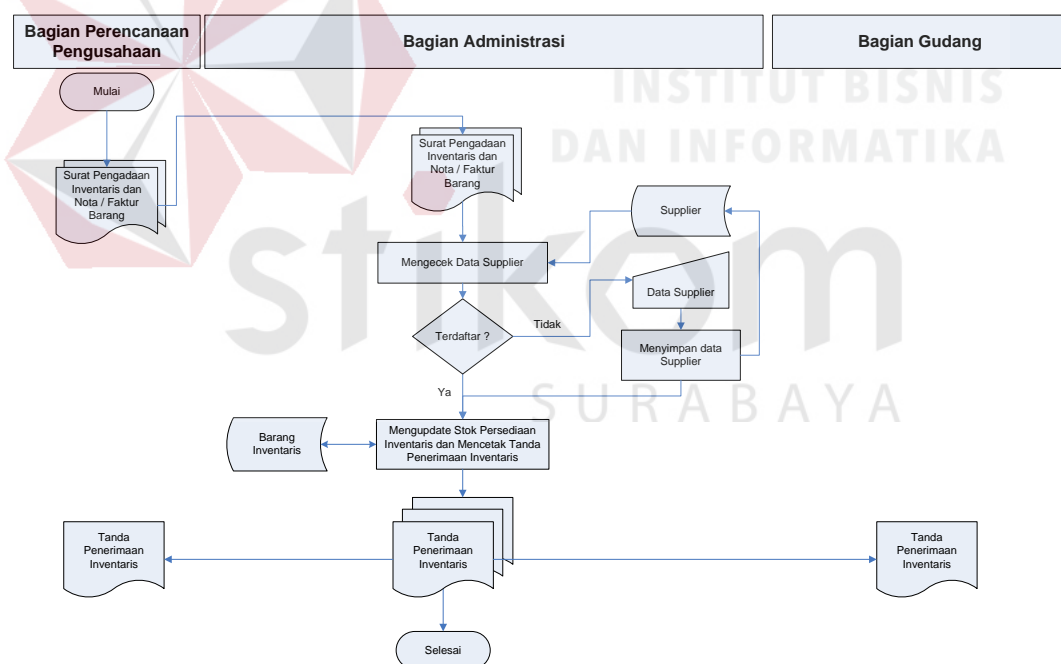 Bagian Perencanaan
Pengusahaan
Bagian Administrasi
Bagian Gudang
INSTITUT BISNIS
DAN INFORMATIKA
stikom
SURABAYA
Mulai
Surat Pengadaan
Inventaris dan
Nota / Faktur
Barang
Surat Pengadaan
Inventaris dan
Nota / Faktur
Barang
Supplier
Mengecek Data Supplier
Data Supplier
Terdaftar ?
Tidak
Menyimpan data
Supplier
Ya
Barang
Inventaris
Mengupdate Stok Persediaan
Inventaris dan Mencetak Tanda
Penerimaan Inventaris
Tanda
Penerimaan
Inventaris
Tanda
Penerimaan
Inventaris
Tanda
Penerimaan
Inventaris
Selesai